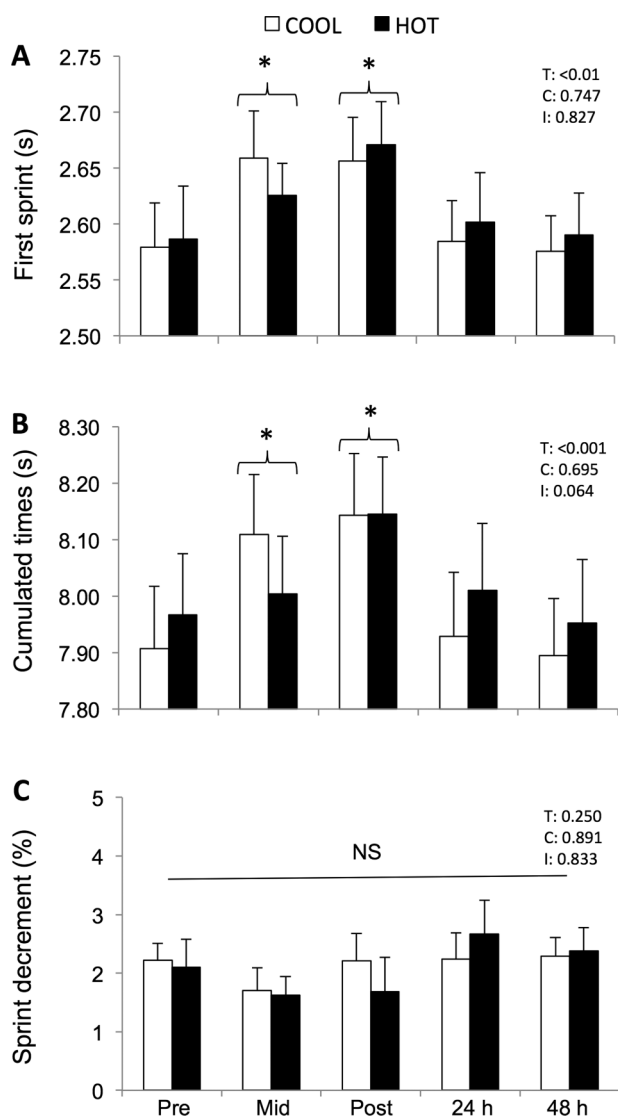 COOL HOT
A
First sprint (s)
2.75
2.70
2.65
2.60
2.55
2.50
*
*
T: <0.01
C: 0.747
I: 0.827
B
Cumulated times (s)
8.30
8.20
8.10
8.00
7.90
7.80
*
*
T: <0.001
C: 0.695
I: 0.064
C
Sprint decrement (%)
5
4
3
2
1
0
NS
T: 0.250
C: 0.891
I: 0.833
Pre Mid Post 24 h 48 h